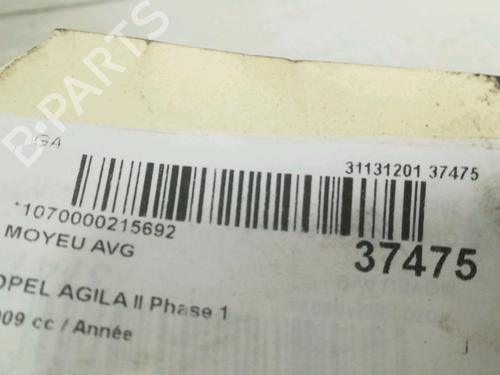 B-PARTS
GA
31131201 37475
*1070000215692
37475
MOYEU AVG
OPEL AGILA II Phase 1
009 cc / Année